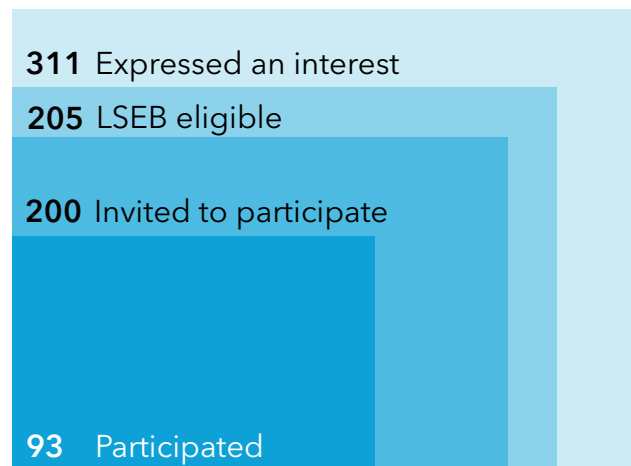 311 Expressed an interest
205 LSEB eligible
200 Invited to participate
93 Participated